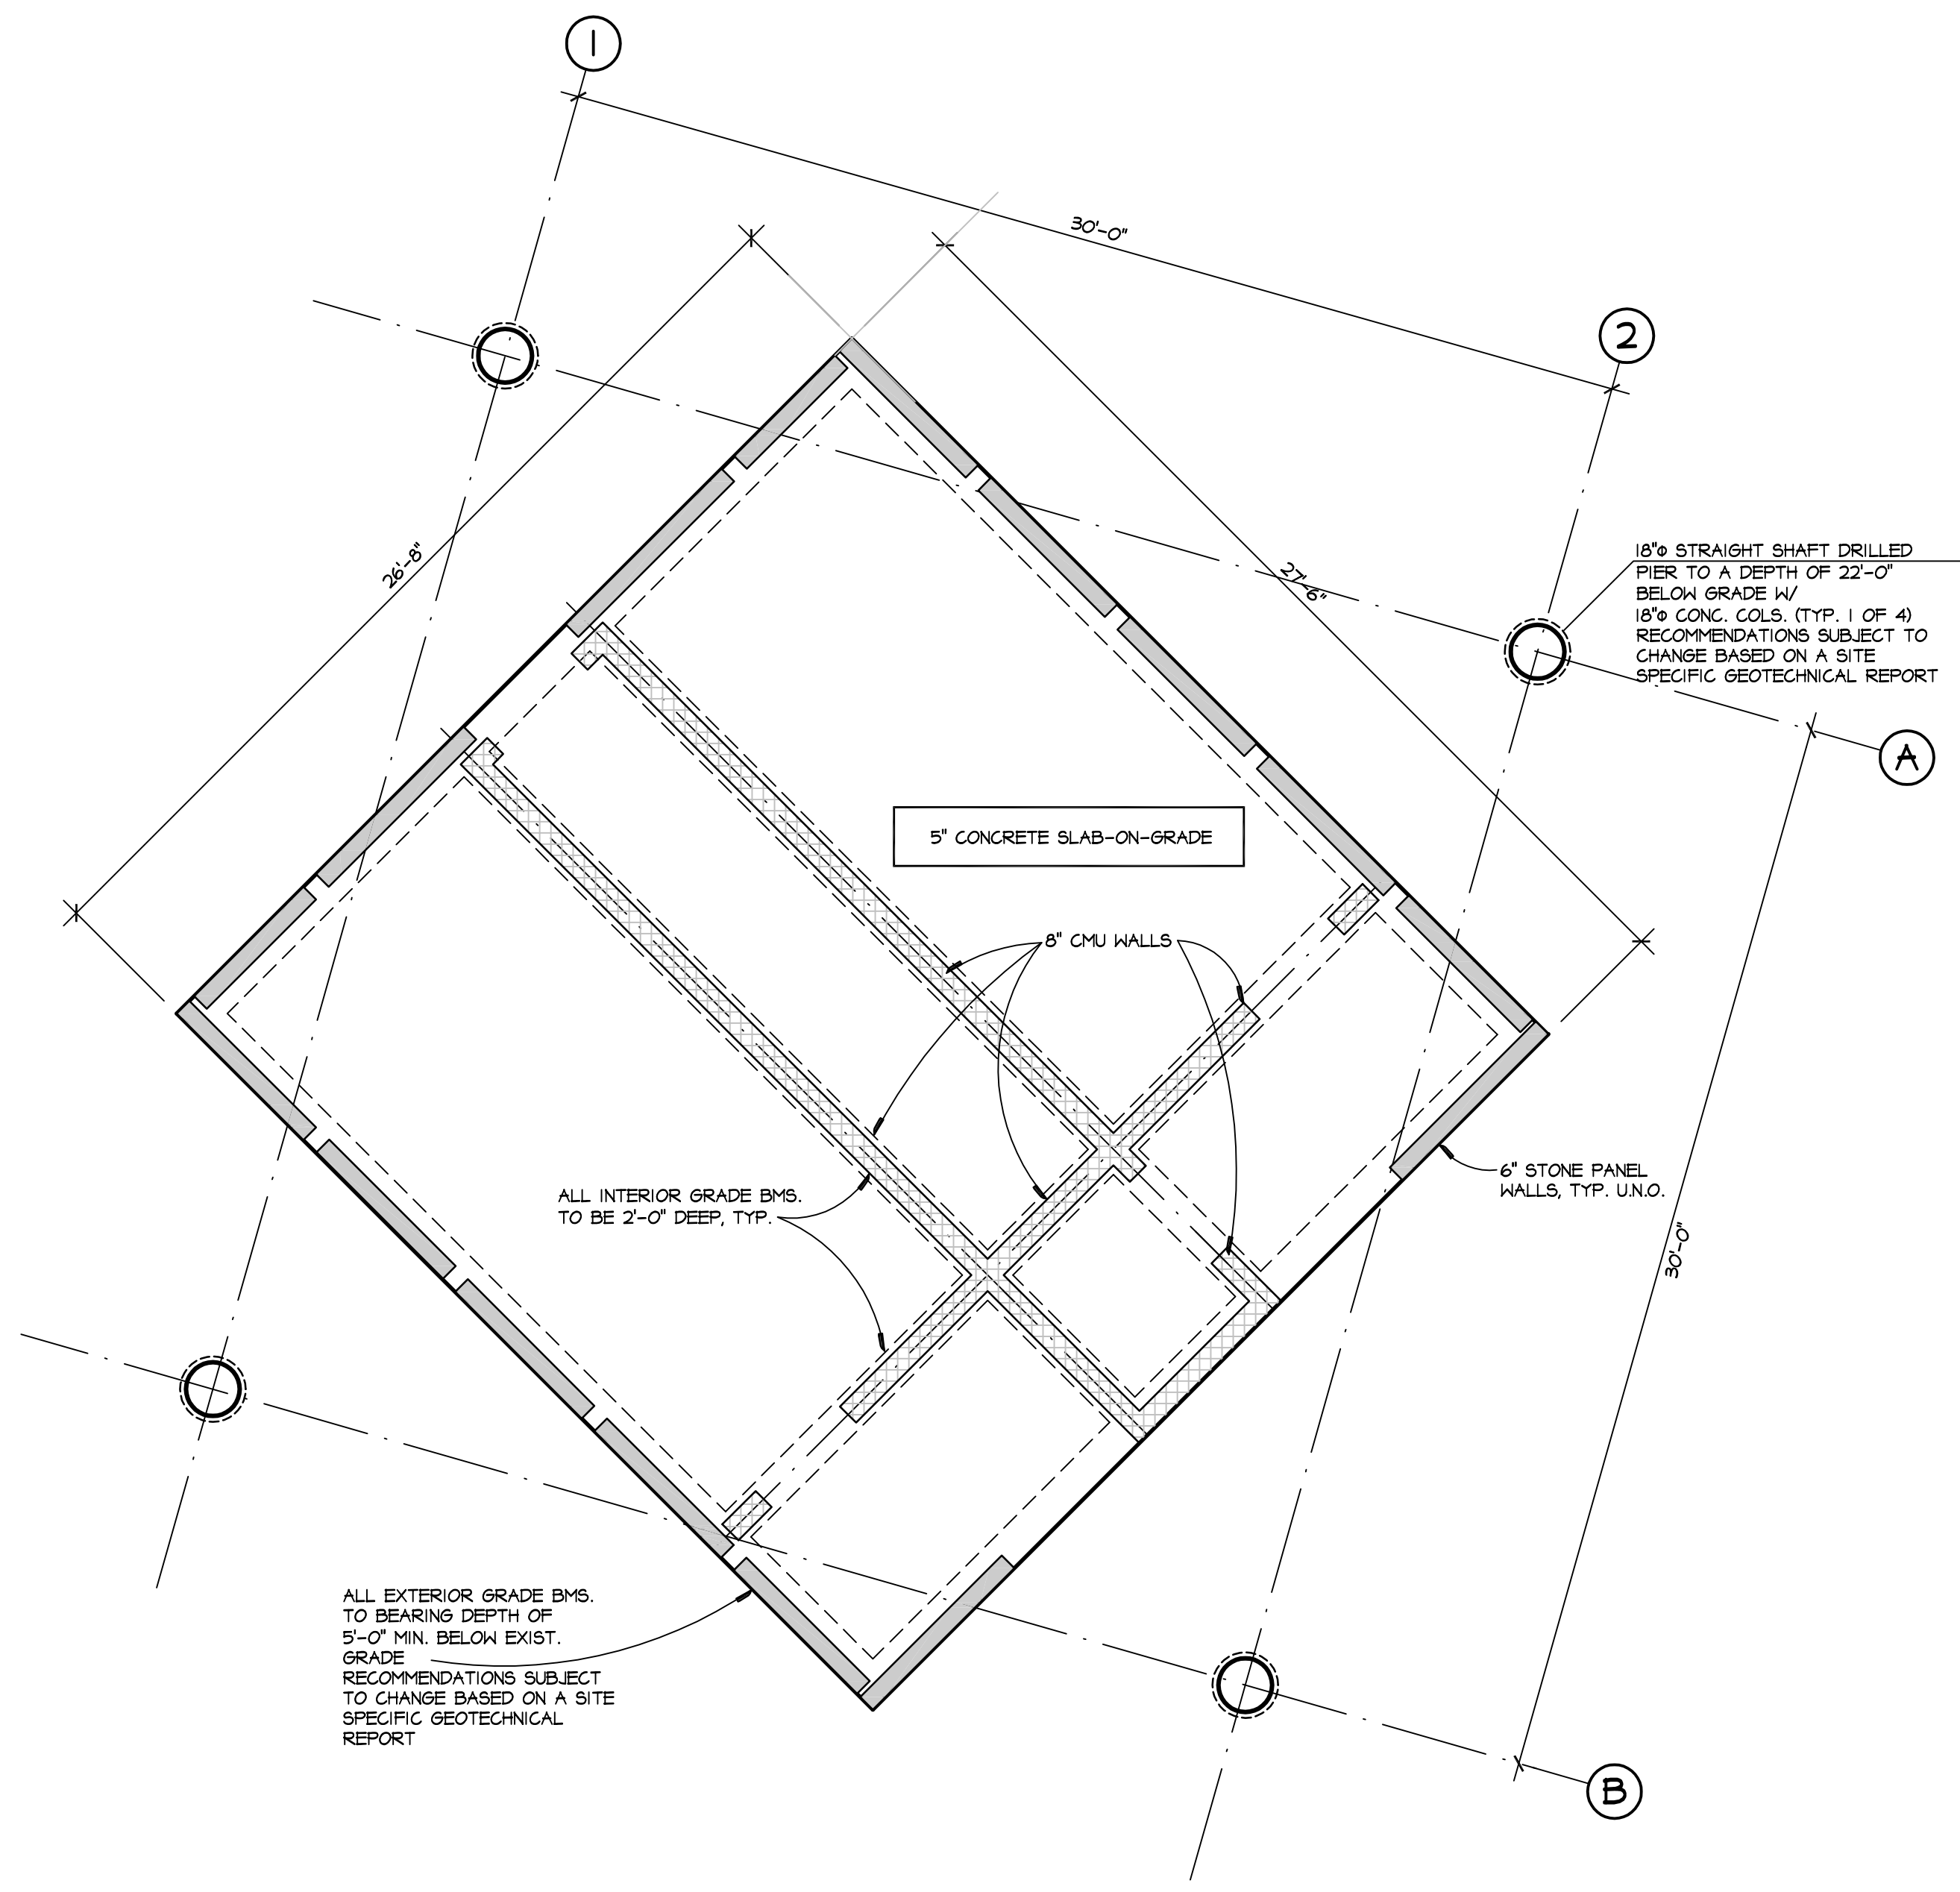 1
30'-0"
2
26'-8"
27'-6"
18"Φ STRAIGHT SHAFT DRILLED
PIER TO A DEPTH OF 22'-0"
BELOW GRADE W/
18"Φ CONC. COLS. (TYP. 1 OF 4)
RECOMMENDATIONS SUBJECT TO
CHANGE BASED ON A SITE
SPECIFIC GEOTECHNICAL REPORT
A
5" CONCRETE SLAB-ON-GRADE
8" CMU WALLS
6" STONE PANEL
WALLS, TYP. U.N.O.
ALL INTERIOR GRADE BMS.
TO BE 2'-0" DEEP, TYP.
30'-0"
ALL EXTERIOR GRADE BMS.
TO BEARING DEPTH OF
5'-0" MIN. BELOW EXIST.
GRADE
RECOMMENDATIONS SUBJECT
TO CHANGE BASED ON A SITE
SPECIFIC GEOTECHNICAL
REPORT
B